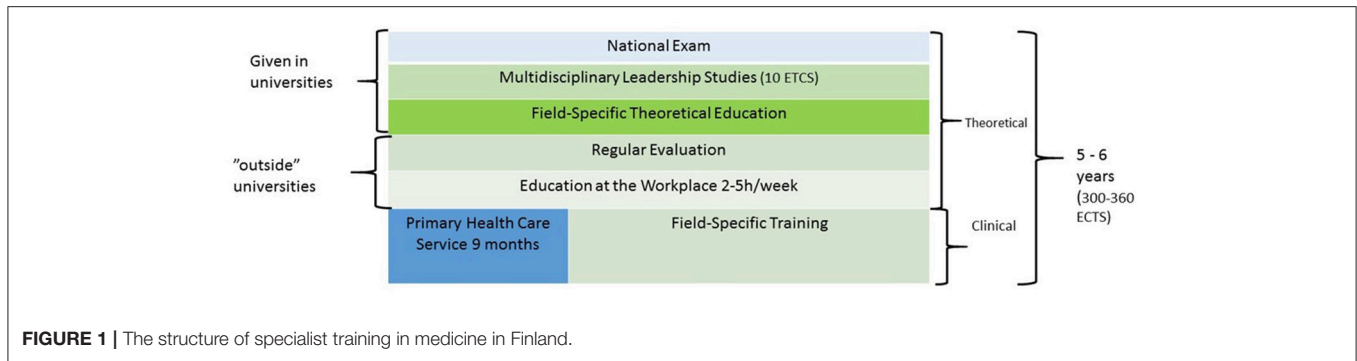 Given in
universities
"outside"
universities
National Exam
Multidisciplinary Leadership Studies (10 ETCS)
Field-Specific Theoretical Education
Regular Evaluation
Education at the Workplace 2-5h/week
Primary Health Care
Service 9 months
Field-Specific Training
Theoretical
Clinical
5 - 6
years
(300-360
ECTS)
FIGURE 1 | The structure of specialist training in medicine in Finland.